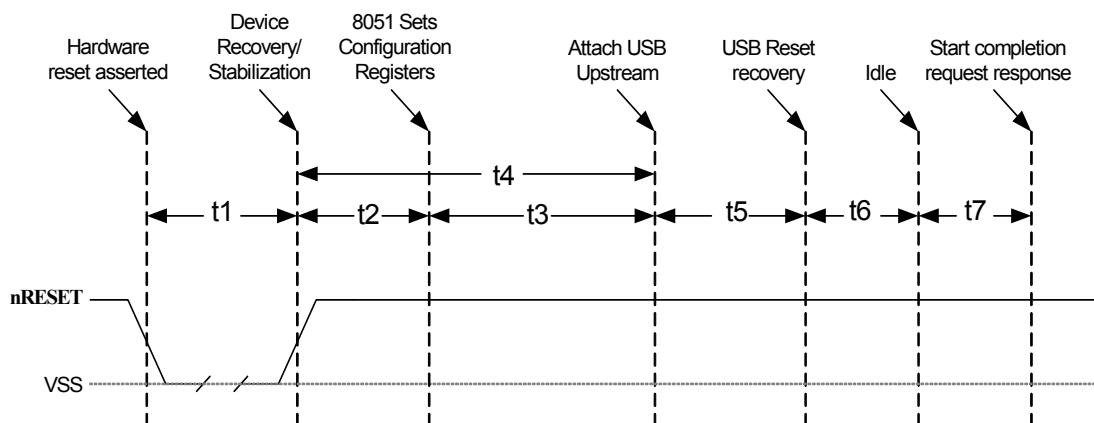 Hardware
reset asserted
Device
Recovery/
Stabilization
8051 Sets
Configuration
Registers
Attach USB
Upstream
USB Reset
recovery
Idle
Start completion
request response
t4
t1
t2
t3
t5
t6
t7
nRESET
VSS